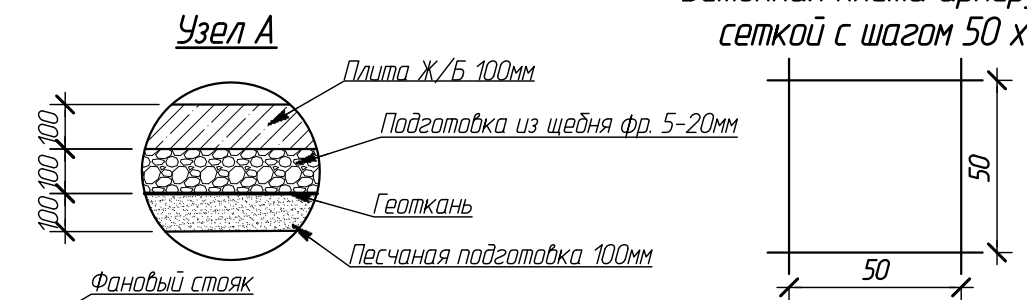 Узел А
сеткой с шагом 50 х
Плита Ж/Б 100мм
Подготовка из щебня фр. 5-20мм
Геоткань
Песчаная подготовка 100мм
Фановый стояк
100
100
100
50
50